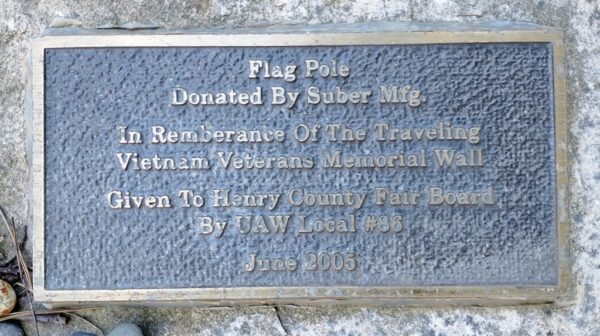 Flag Pole
Donated By Suber Mfg.
In Remberance Of The Traveling
Vietnam Veterans Memorial Wall
Given To Henry County Fair Board
By UAW Local #86
June 2005